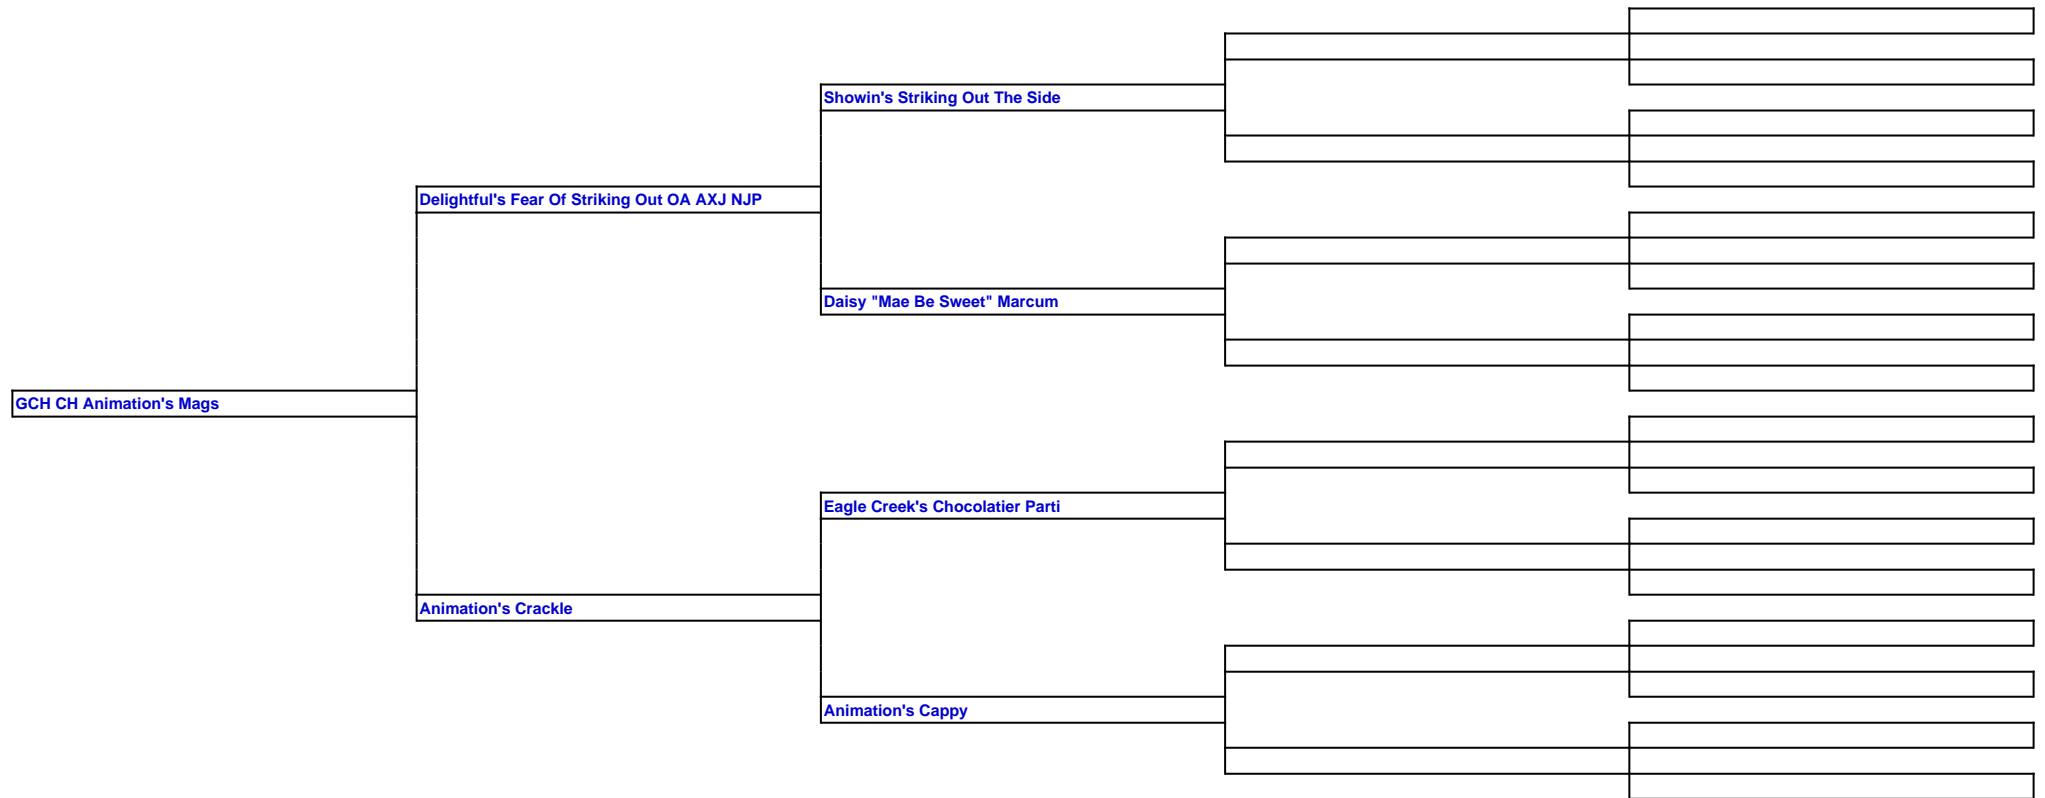 Showin's Striking Out The Side
Delightful's Fear Of Striking Out OA AXJ NJP
Daisy "Mae Be Sweet" Marcum
GCH CH Animation's Mags
Eagle Creek's Chocolatier Parti
Animation's Crackle
Animation's Cappy